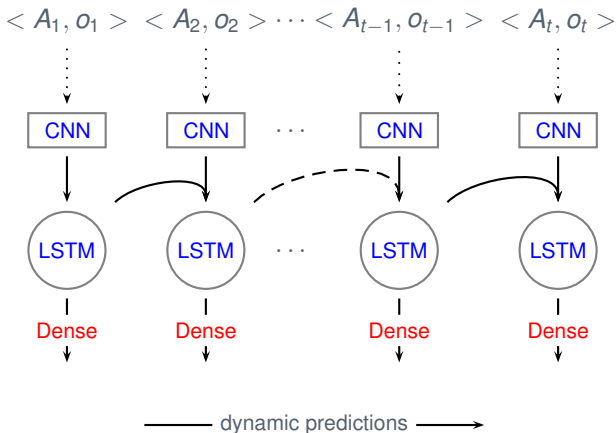 < A₁, o₁ > < A₂, o₂ > ··· < Aₜ₋₁, oₜ₋₁ > < Aₜ, oₜ >
CNN CNN ··· CNN CNN
LSTM LSTM ··· LSTM LSTM
Dense Dense Dense Dense
dynamic predictions